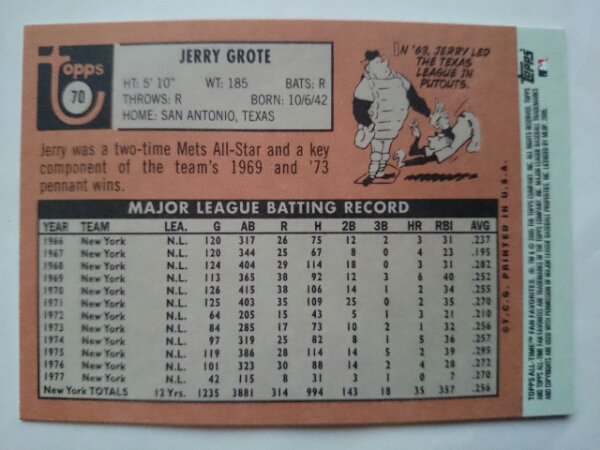 topps
70
JERRY GROTE
HT: 5' 10" WT: 185 BATS: R
THROWS: R BORN: 10/6/42
HOME: SAN ANTONIO, TEXAS
IN '63, JERRY LED
THE TEXAS
LEAGUE IN
PUTOUTS.
Jerry was a two-time Mets All-Star and a key
component of the team's 1969 and '73
pennant wins.
MAJOR LEAGUE BATTING RECORD
YEAR TEAM LEA. G AB R H 2B 3B HR RBI AVG
1966 New York N.L. 120 317 26 75 12 2 3 31 .237
1967 New York N.L. 120 344 25 67 8 0 4 23 .195
1968 New York N.L. 124 404 29 114 18 0 3 31 .282
1969 New York N.L. 113 365 38 92 12 3 6 40 .252
1970 New York N.L. 126 415 38 106 14 1 2 34 .255
1971 New York N.L. 125 403 35 109 25 0 2 35 .270
1972 New York N.L. 64 205 15 43 5 1 3 21 .210
1973 New York N.L. 84 285 17 73 10 2 1 32 .256
1974 New York N.L. 97 319 25 82 8 1 5 36 .257
1975 New York N.L. 119 386 28 114 14 5 2 39 .295
1976 New York N.L. 101 323 30 88 14 2 4 28 .272
1977 New York N.L. 42 115 8 31 3 1 0 7 .270
New York TOTALS 12 Yrs. 1235 3881 314 994 143 18 35 357 .256
©T.C.G. PRINTED IN U.S.A.
TOPPS